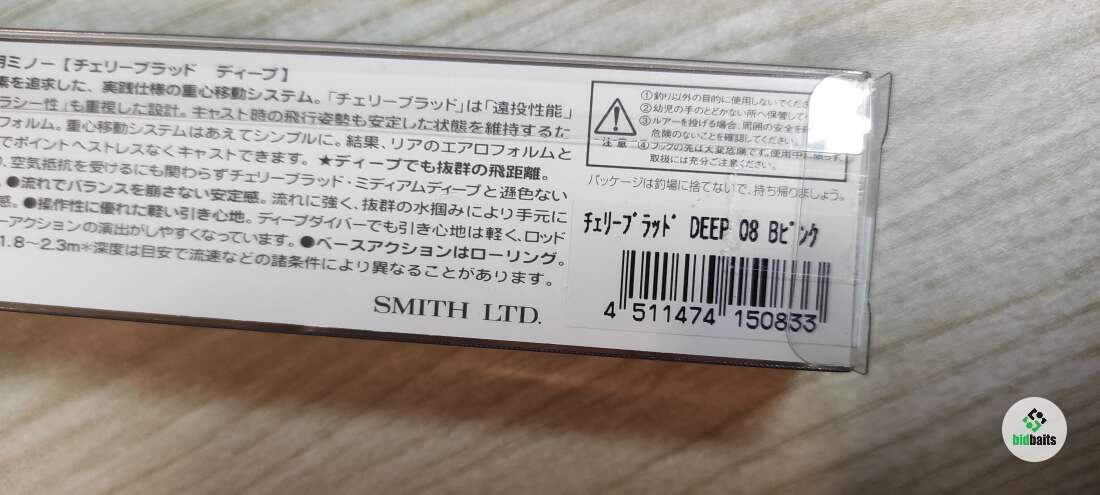 用ミノー【チェリーブラッド ディープ】
素を追求した、実践仕様の重心移動システム。「チェリーブラッド」は「遠投性能」
ラシー性」も重視した設計。キャスト時の飛行姿勢も安定した状態を維持するた
フォルム。重心移動システムはあえてシンプルに。結果、リアのエアロフォルムと
でポイントへストレスなくキャストできます。★ディープでも抜群の飛距離。
、空気抵抗を受けるにも関わらずチェリーブラッド・ミディアムディープと遜色ない
●流れでバランスを崩さない安定感。流れに強く、抜群の水掴みにより手元に
感。●操作性に優れた軽い引き心地。ディープダイバーでも引き心地は軽く、ロッド
ーアクションの演出がしやすくなっています。●ベースアクションはローリング。
1.8～2.3m＊深度は目安で流速などの諸条件により異なることがあります。
SMITH LTD.
注意
①釣り以外の目的に使用しないでくださ
②幼児の手のとどかない所へ保管して
③ルアーを投げる場合、周囲の安全を
危険のないことを確認してください。
④フックの先は大変危険です。使用中に限らず、
取扱には充分ご注意ください。
パッケージは釣場に捨てないで、持ち帰りましょう。
ﾁｪﾘｰﾌﾞﾗｯﾄﾞ DEEP 08 Bﾋﾟﾝｸ
4 511474 150833
bidbaits